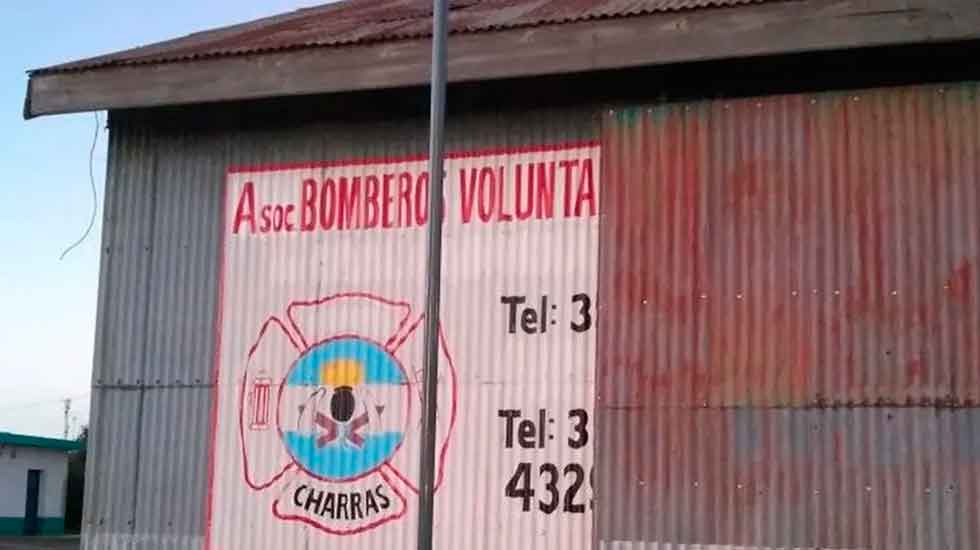 Asoc BOMBEROS VOLUNTA
Tel: 3
Tel: 3
432
CHARRAS